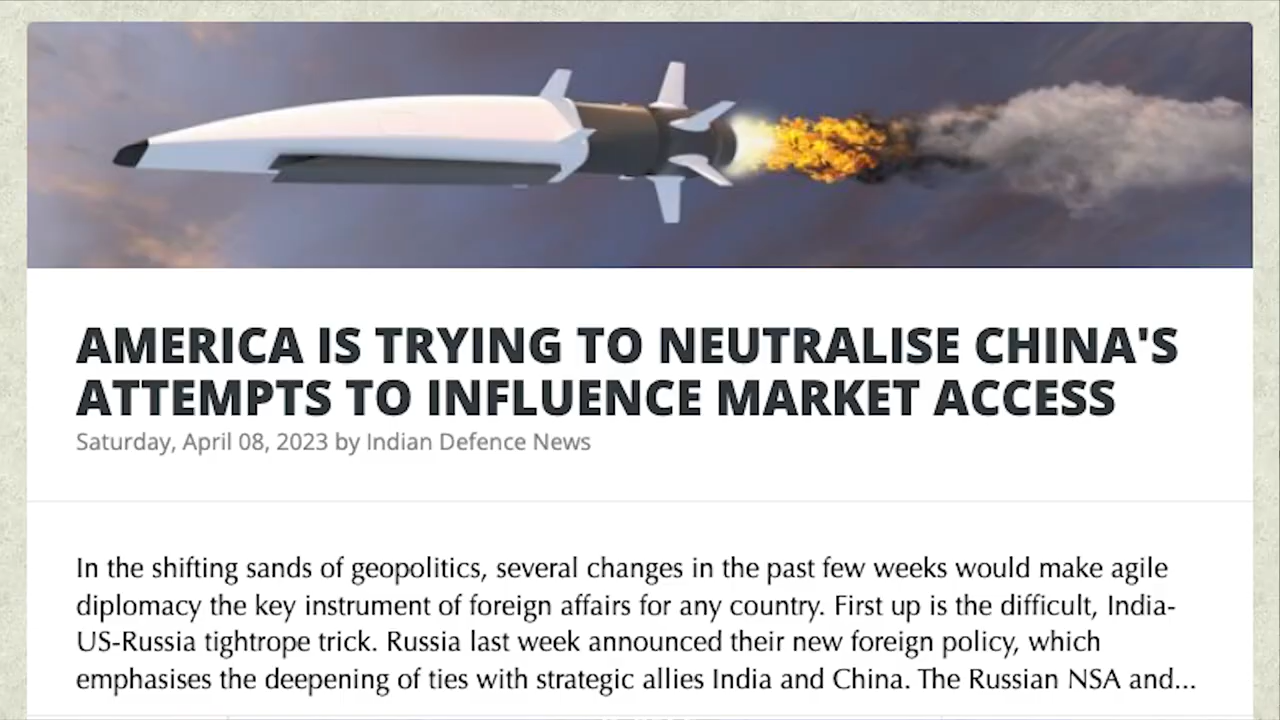 AMERICA IS TRYING TO NEUTRALISE CHINA'S
ATTEMPTS TO INFLUENCE MARKET ACCESS
Saturday, April 08, 2023 by Indian Defence News
In the shifting sands of geopolitics, several changes in the past few weeks would make agile
diplomacy the key instrument of foreign affairs for any country. First up is the difficult, India-
US-Russia tightrope trick. Russia last week announced their new foreign policy, which
emphasises the deepening of ties with strategic allies India and China. The Russian NSA and...